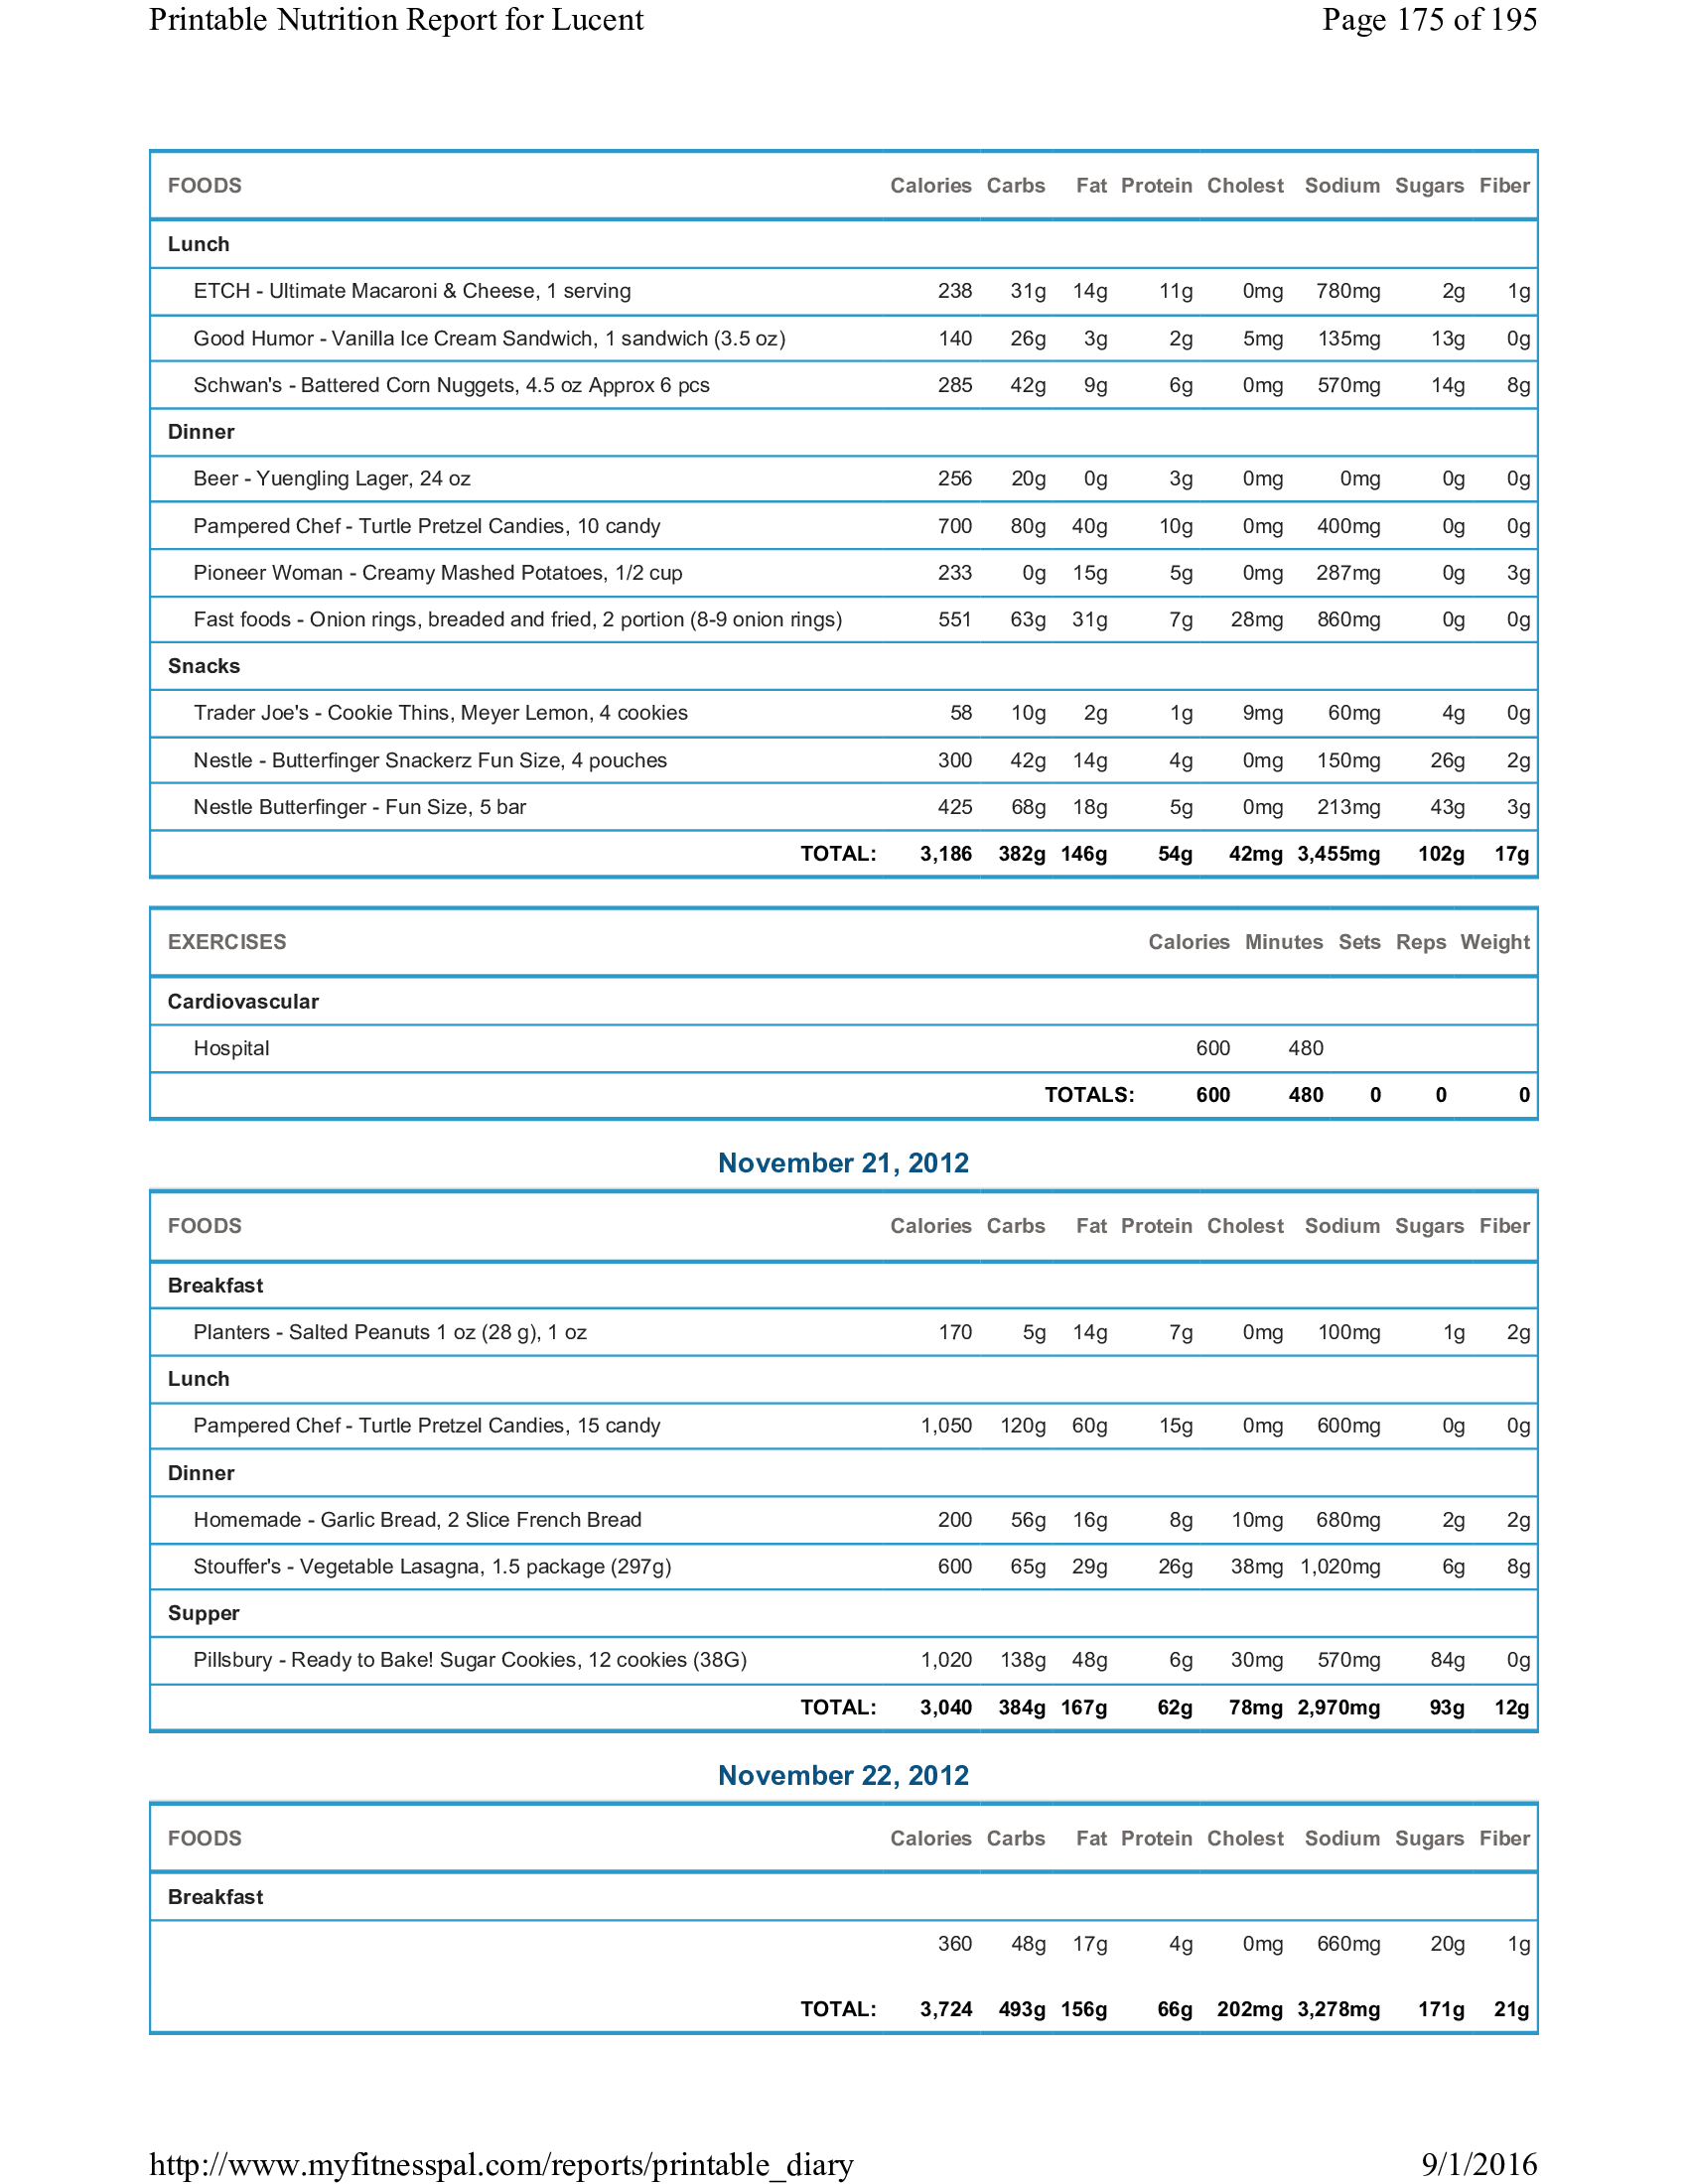 Printable Nutrition Report for Lucent Page 175 of 195
FOODS Calories Carbs Fat Protein Cholest Sodium Sugars Fiber
Lunch
ETCH - Ultimate Macaroni & Cheese, 1 serving 238 31g 14g 11g 0mg 780mg 2g 1g
Good Humor - Vanilla Ice Cream Sandwich, 1 sandwich (3.5 oz) 140 26g 3g 2g 5mg 135mg 13g 0g
Schwan's - Battered Corn Nuggets, 4.5 oz Approx 6 pcs 285 42g 9g 6g 0mg 570mg 14g 8g
Dinner
Beer - Yuengling Lager, 24 oz 256 20g 0g 3g 0mg 0mg 0g 0g
Pampered Chef - Turtle Pretzel Candies, 10 candy 700 80g 40g 10g 0mg 400mg 0g 0g
Pioneer Woman - Creamy Mashed Potatoes, 1/2 cup 233 0g 15g 5g 0mg 287mg 0g 3g
Fast foods - Onion rings, breaded and fried, 2 portion (8-9 onion rings) 551 63g 31g 7g 28mg 860mg 0g 0g
Snacks
Trader Joe's - Cookie Thins, Meyer Lemon, 4 cookies 58 10g 2g 1g 9mg 60mg 4g 0g
Nestle - Butterfinger Snackerz Fun Size, 4 pouches 300 42g 14g 4g 0mg 150mg 26g 2g
Nestle Butterfinger - Fun Size, 5 bar 425 68g 18g 5g 0mg 213mg 43g 3g
TOTAL: 3,186 382g 146g 54g 42mg 3,455mg 102g 17g
EXERCISES Calories Minutes Sets Reps Weight
Cardiovascular
Hospital 600 480
TOTALS: 600 480 0 0 0
November 21, 2012
FOODS Calories Carbs Fat Protein Cholest Sodium Sugars Fiber
Breakfast
Planters - Salted Peanuts 1 oz (28 g), 1 oz 170 5g 14g 7g 0mg 100mg 1g 2g
Lunch
Pampered Chef - Turtle Pretzel Candies, 15 candy 1,050 120g 60g 15g 0mg 600mg 0g 0g
Dinner
Homemade - Garlic Bread, 2 Slice French Bread 200 56g 16g 8g 10mg 680mg 2g 2g
Stouffer's - Vegetable Lasagna, 1.5 package (297g) 600 65g 29g 26g 38mg 1,020mg 6g 8g
Supper
Pillsbury - Ready to Bake! Sugar Cookies, 12 cookies (38G) 1,020 138g 48g 6g 30mg 570mg 84g 0g
TOTAL: 3,040 384g 167g 62g 78mg 2,970mg 93g 12g
November 22, 2012
FOODS Calories Carbs Fat Protein Cholest Sodium Sugars Fiber
Breakfast
360 48g 17g 4g 0mg 660mg 20g 1g
TOTAL: 3,724 493g 156g 66g 202mg 3,278mg 171g 21g
http://www.myfitnesspal.com/reports/printable_diary 9/1/2016